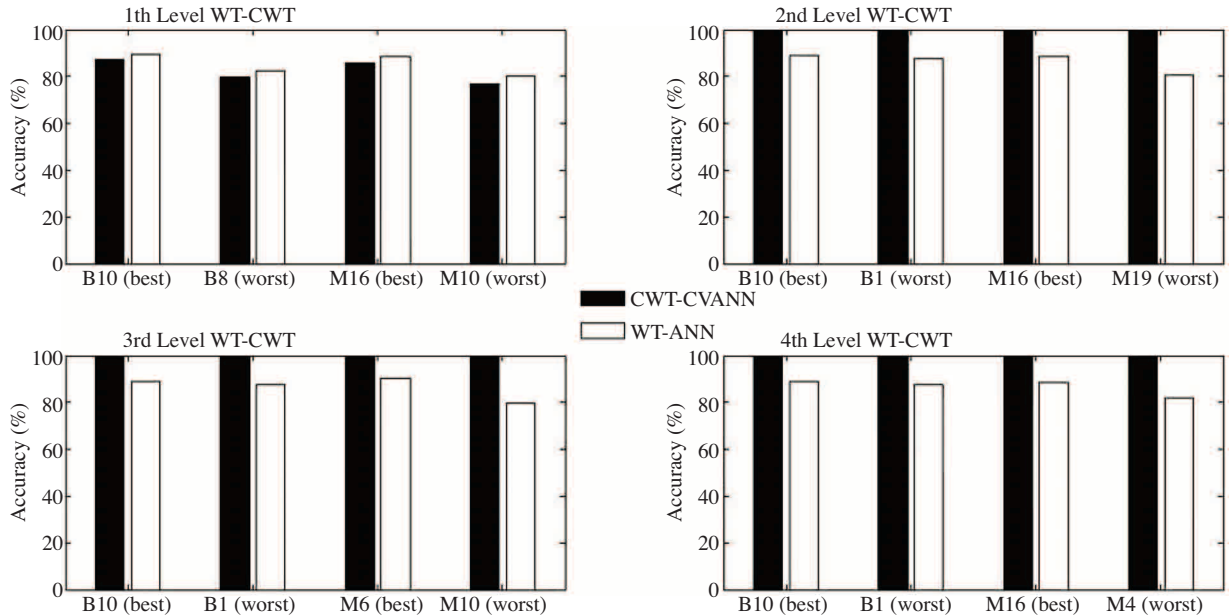 1th Level WT-CWT
100
80
60
40
20
0
Accuracy (%)
B10 (best) B8 (worst) M16 (best) M10 (worst)
2nd Level WT-CWT
100
80
60
40
20
0
Accuracy (%)
B10 (best) B1 (worst) M16 (best) M19 (worst)
CWT-CVANN
WT-ANN
3rd Level WT-CWT
100
80
60
40
20
0
Accuracy (%)
B10 (best) B1 (worst) M6 (best) M10 (worst)
4th Level WT-CWT
100
80
60
40
20
0
Accuracy (%)
B10 (best) B1 (worst) M16 (best) M4 (worst)